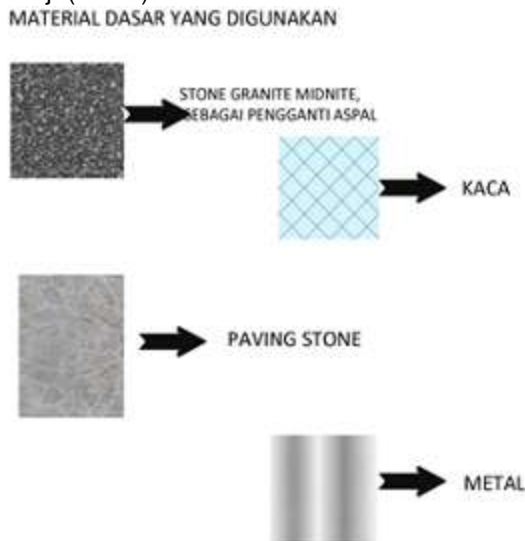 MATERIAL DASAR YANG DIGUNAKAN
STONE GRANITE MIDNITE,
SEBAGAI PENGGANTI ASPAL
KACA
PAVING STONE
METAL